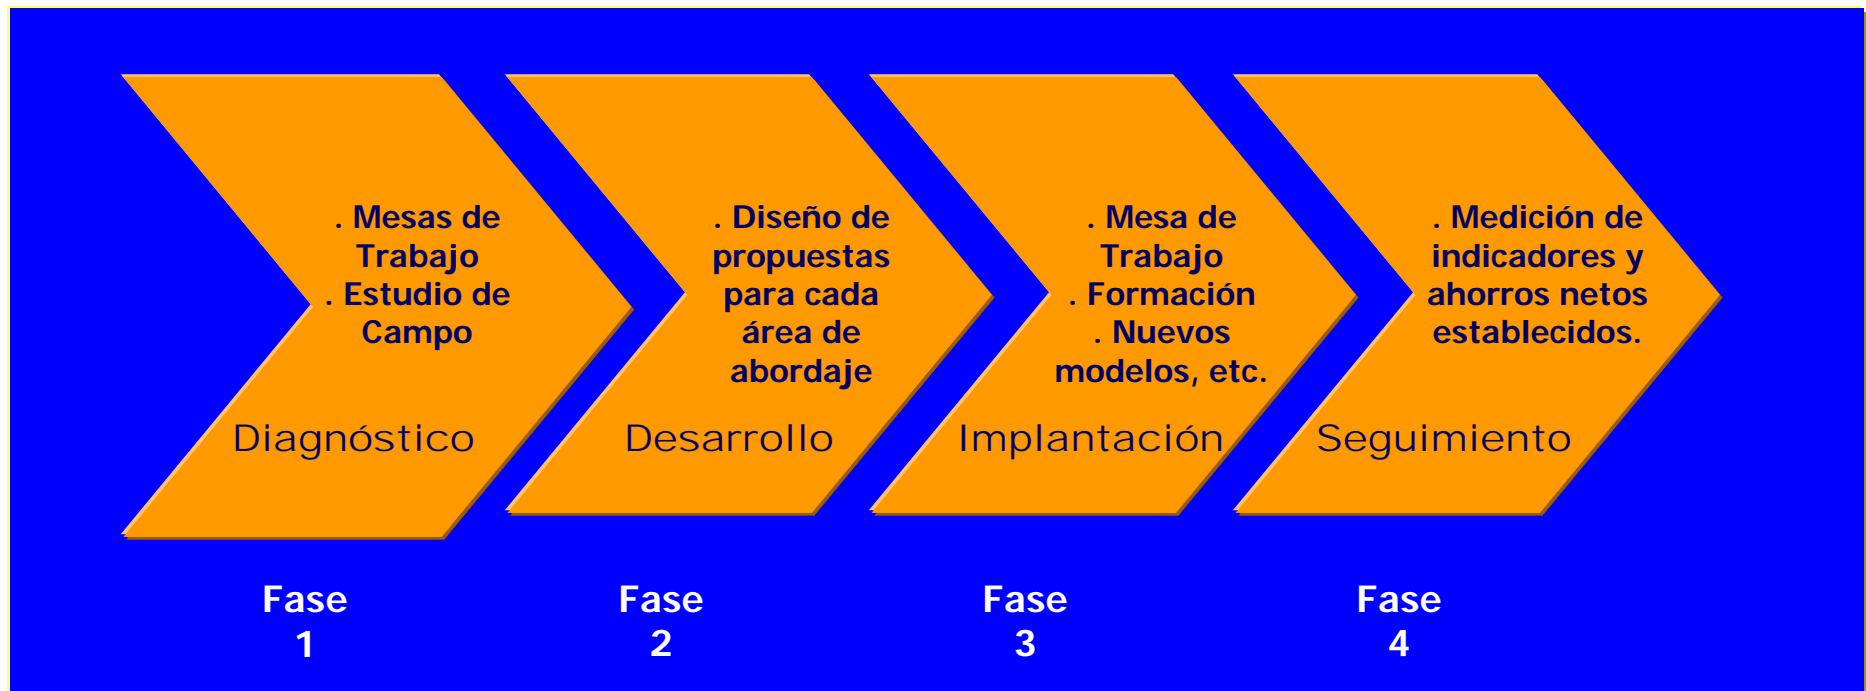 . Mesas de
Trabajo
. Estudio de
Campo
Diagnóstico
Fase
1
. Diseño de
propuestas
para cada
área de
abordaje
Desarrollo
Fase
2
. Mesa de
Trabajo
. Formación
. Nuevos
modelos, etc.
Implantación
Fase
3
. Medición de
indicadores y
ahorros netos
establecidos.
Seguimiento
Fase
4